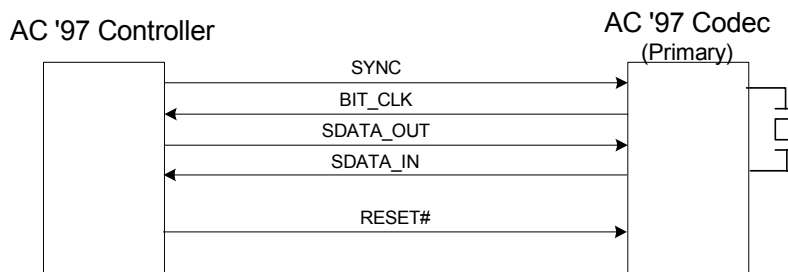 AC '97 Controller
AC '97 Codec
(Primary)
SYNC
BIT_CLK
SDATA_OUT
SDATA_IN
RESET#